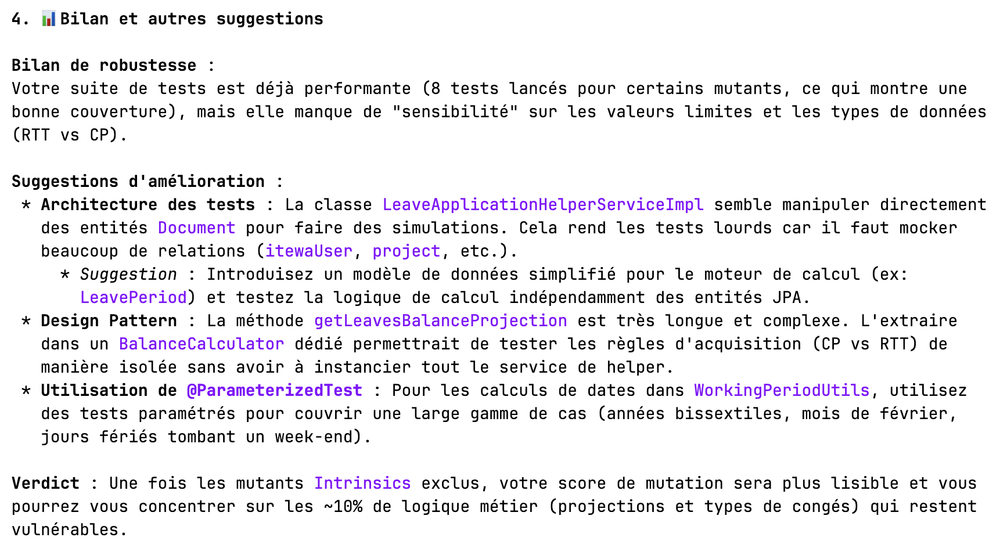 4. 📊 Bilan et autres suggestions
Bilan de robustesse :
Votre suite de tests est déjà performante (8 tests lancés pour certains mutants, ce qui montre une
bonne couverture), mais elle manque de "sensibilité" sur les valeurs limites et les types de données
(RTT vs CP).
Suggestions d'amélioration :
* Architecture des tests : La classe LeaveApplicationHelperServiceImpl semble manipuler directement
des entités Document pour faire des simulations. Cela rend les tests lourds car il faut mocker
beaucoup de relations (itewaUser, project, etc.).
* Suggestion : Introduisez un modèle de données simplifié pour le moteur de calcul (ex:
LeavePeriod) et testez la logique de calcul indépendamment des entités JPA.
* Design Pattern : La méthode getLeavesBalanceProjection est très longue et complexe. L'extraire
dans un BalanceCalculator dédié permettrait de tester les règles d'acquisition (CP vs RTT) de
manière isolée sans avoir à instancier tout le service de helper.
* Utilisation de @ParameterizedTest : Pour les calculs de dates dans WorkingPeriodUtils, utilisez
des tests paramétrés pour couvrir une large gamme de cas (années bissextiles, mois de février,
jours fériés tombant un week-end).
Verdict : Une fois les mutants Intrinsics exclus, votre score de mutation sera plus lisible et vous
pourrez vous concentrer sur les ~10% de logique métier (projections et types de congés) qui restent
vulnérables.